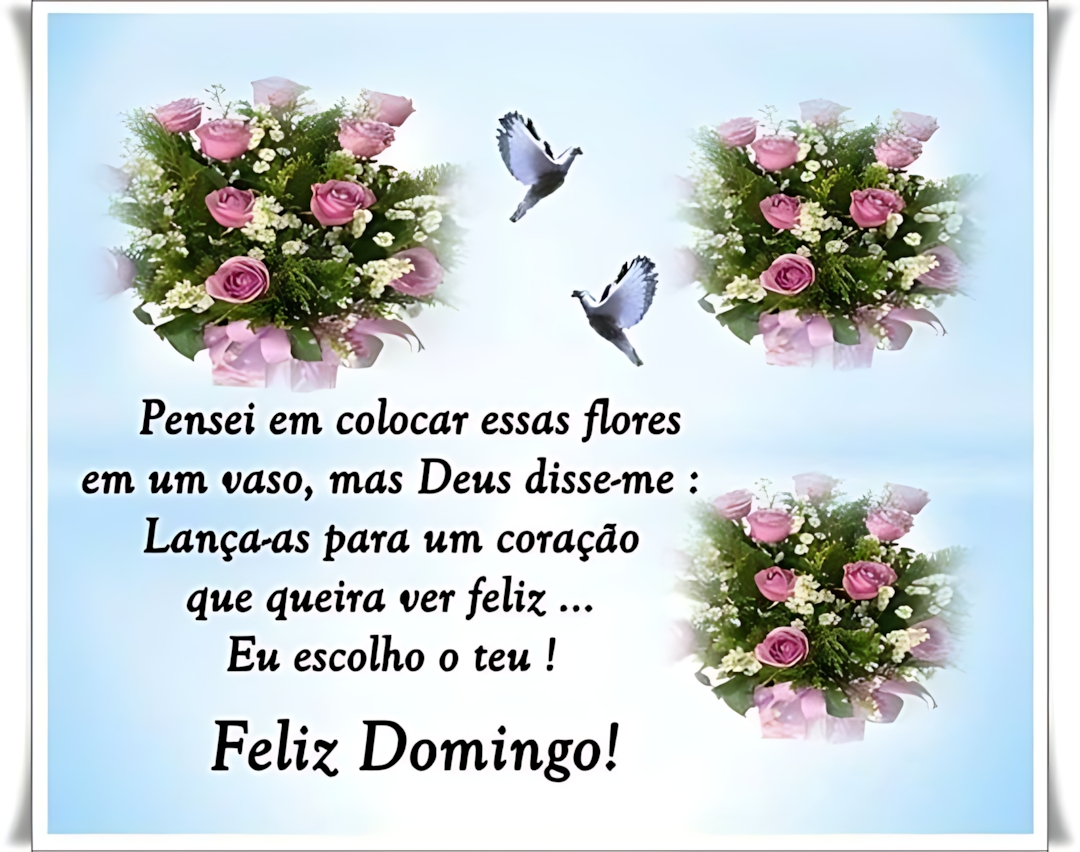 Pensei em colocar essas flores
em um vaso, mas Deus disse-me :
Lança-as para um coração
que queira ver feliz ...
Eu escolho o teu !
Feliz Domingo!